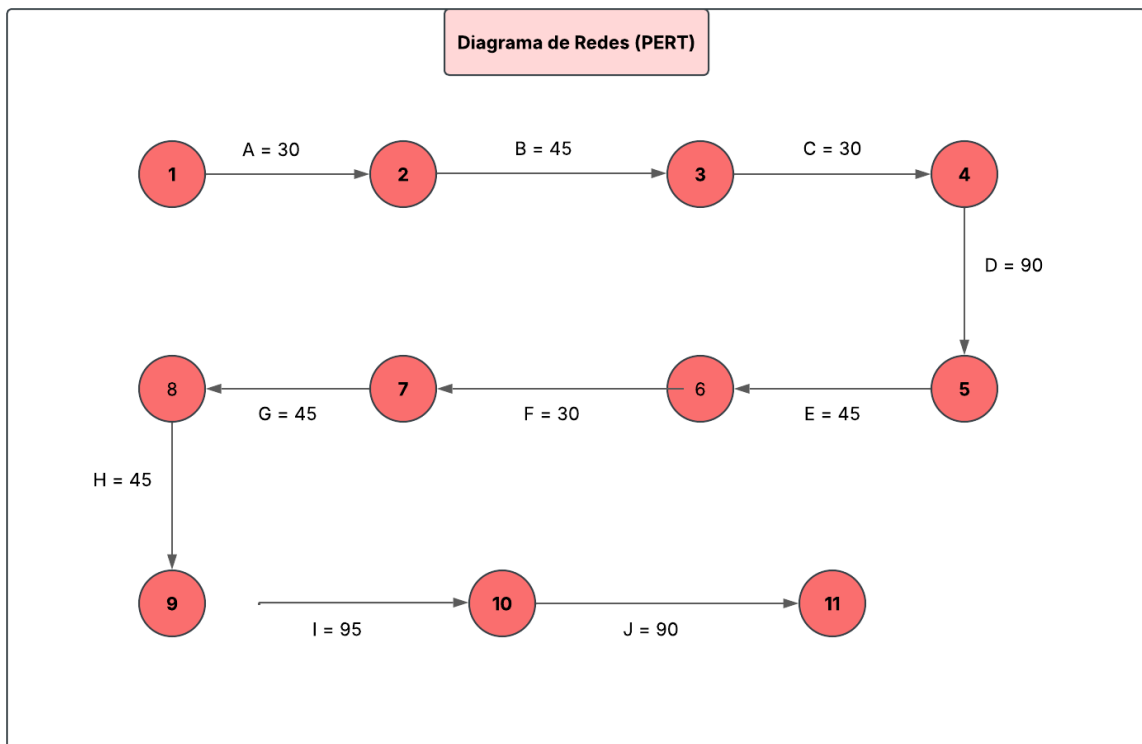 Diagrama de Redes (PERT)
A = 30
B = 45
C = 30
1
2
3
4
D = 90
8
7
6
5
G = 45
F = 30
E = 45
H = 45
9
10
11
I = 95
J = 90